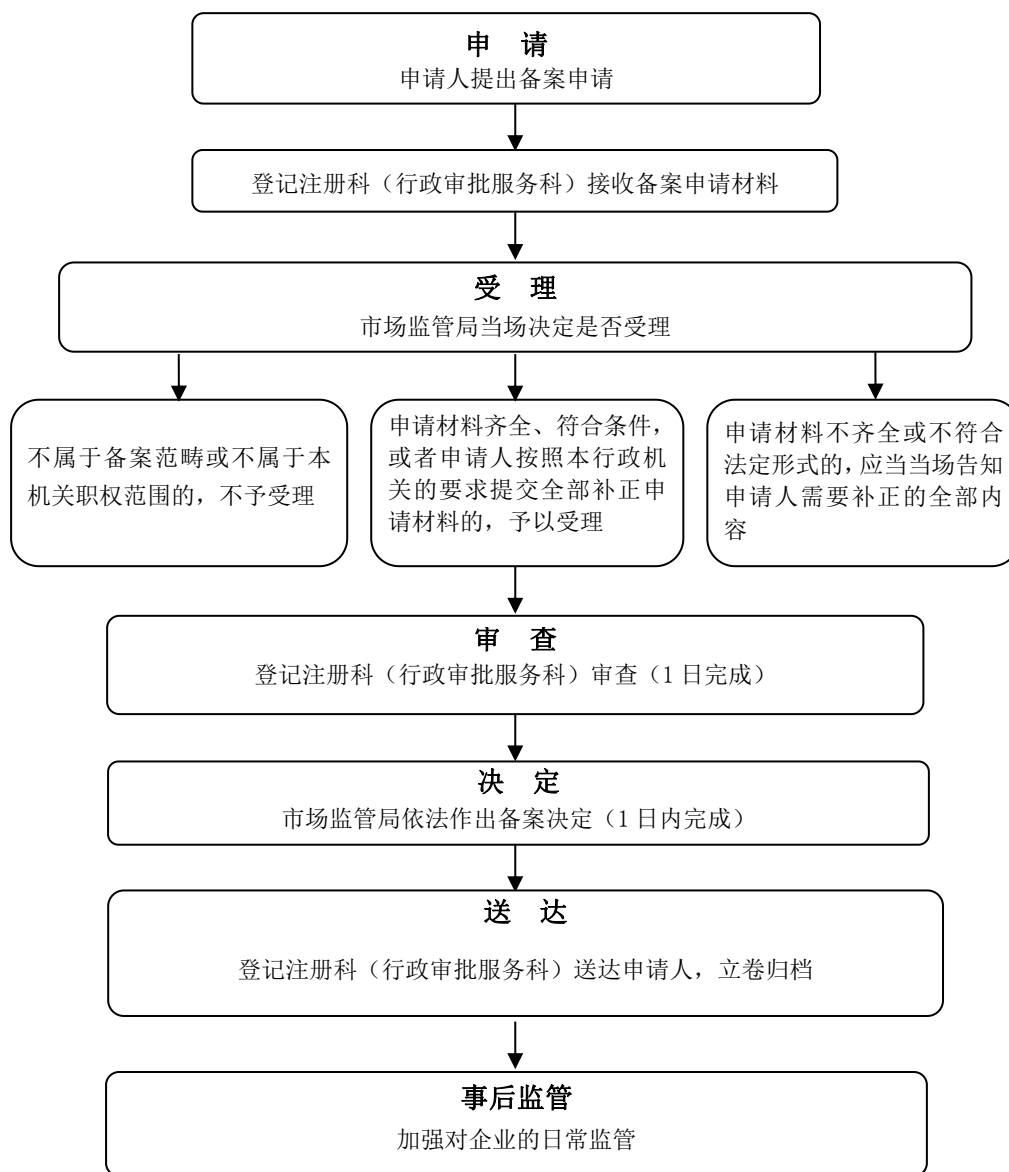 申 请
申请人提出备案申请
登记注册科（行政审批服务科）接收备案申请材料
受 理
市场监管局当场决定是否受理
不属于备案范畴或不属于本
机关职权范围的，不予受理
申请材料齐全、符合条件，
或者申请人按照本行政机
关的要求提交全部补正申
请材料的，予以受理
申请材料不齐全或不符合
法定形式的，应当当场告知
申请人需要补正的全部内
容
审 查
登记注册科（行政审批服务科）审查（1日完成）
决 定
市场监管局依法作出备案决定（1日内完成）
送 达
登记注册科（行政审批服务科）送达申请人，立卷归档
事后监管
加强对企业的日常监管